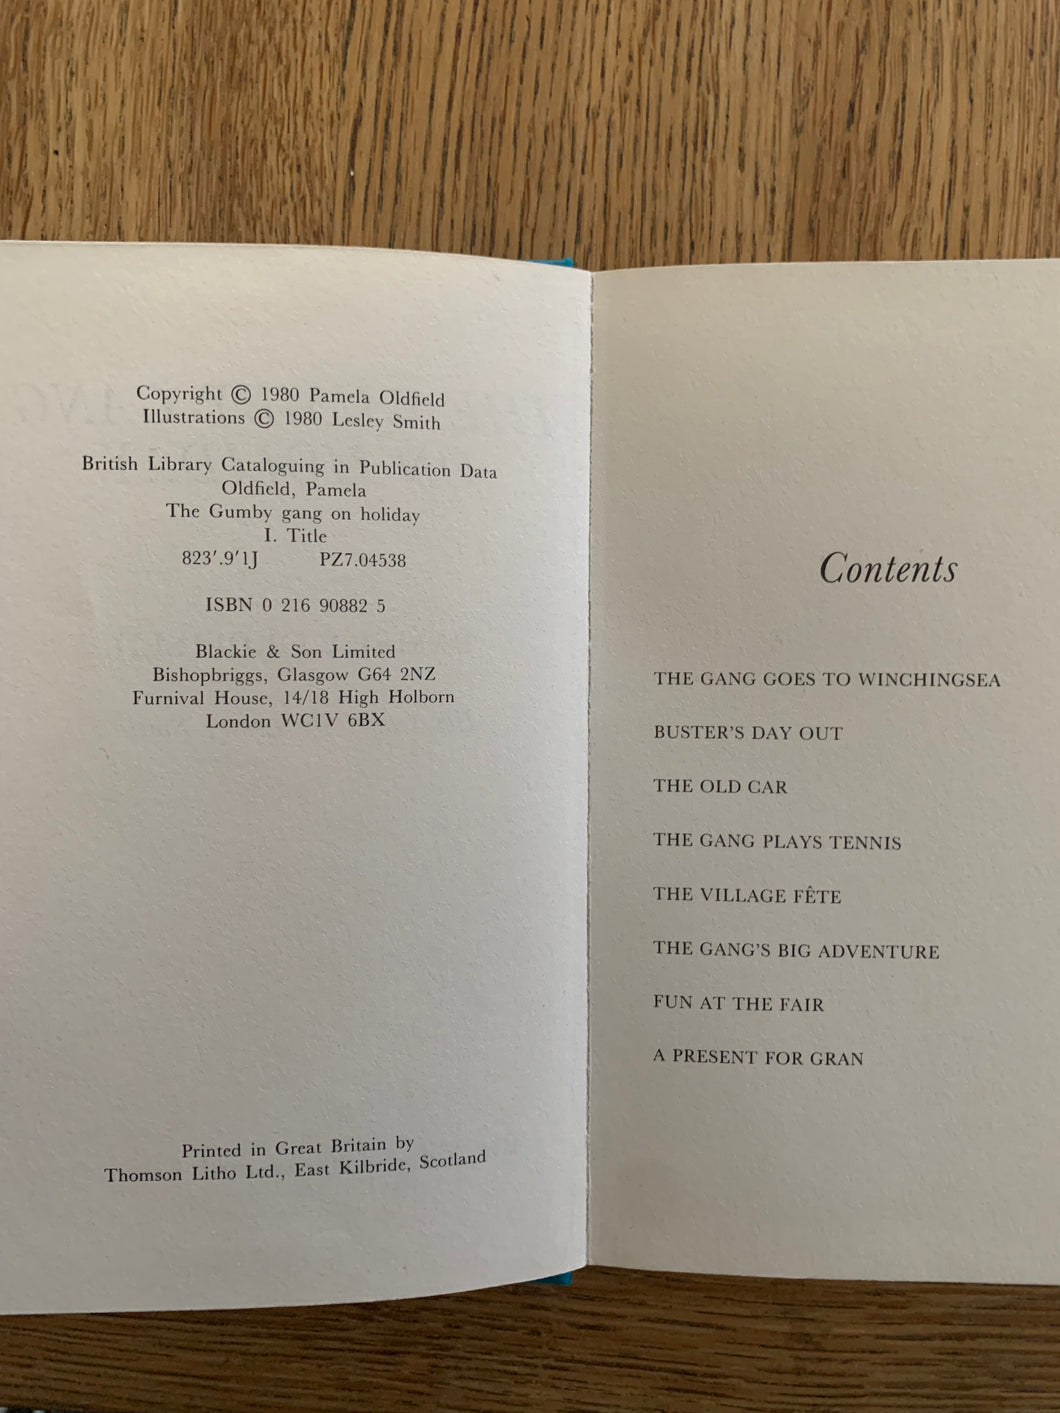 Copyright © 1980 Pamela Oldfield
Illustrations © 1980 Lesley Smith
British Library Cataloguing in Publication Data
Oldfield, Pamela
The Gumby gang on holiday
I. Title
823′.9′1J PZ7.04538
ISBN 0 216 90882 5
Blackie & Son Limited
Bishopbriggs, Glasgow G64 2NZ
Furnival House, 14/18 High Holborn
London WC1V 6BX
Printed in Great Britain by
Thomson Litho Ltd., East Kilbride, Scotland
Contents
THE GANG GOES TO WINCHINGSEA
BUSTER'S DAY OUT
THE OLD CAR
THE GANG PLAYS TENNIS
THE VILLAGE FÊTE
THE GANG'S BIG ADVENTURE
FUN AT THE FAIR
A PRESENT FOR GRAN